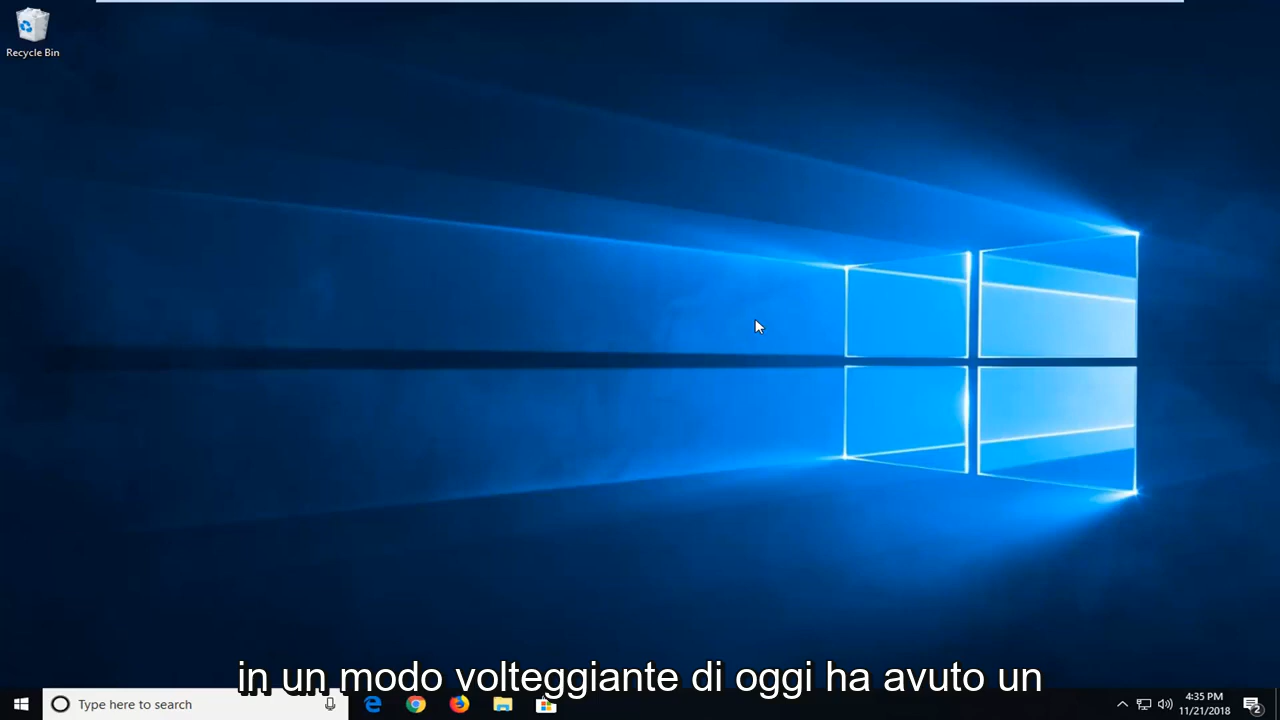 Recycle Bin
in un modo volteggiante di oggi ha avuto un
Type here to search
4:35 PM
11/21/2018
2